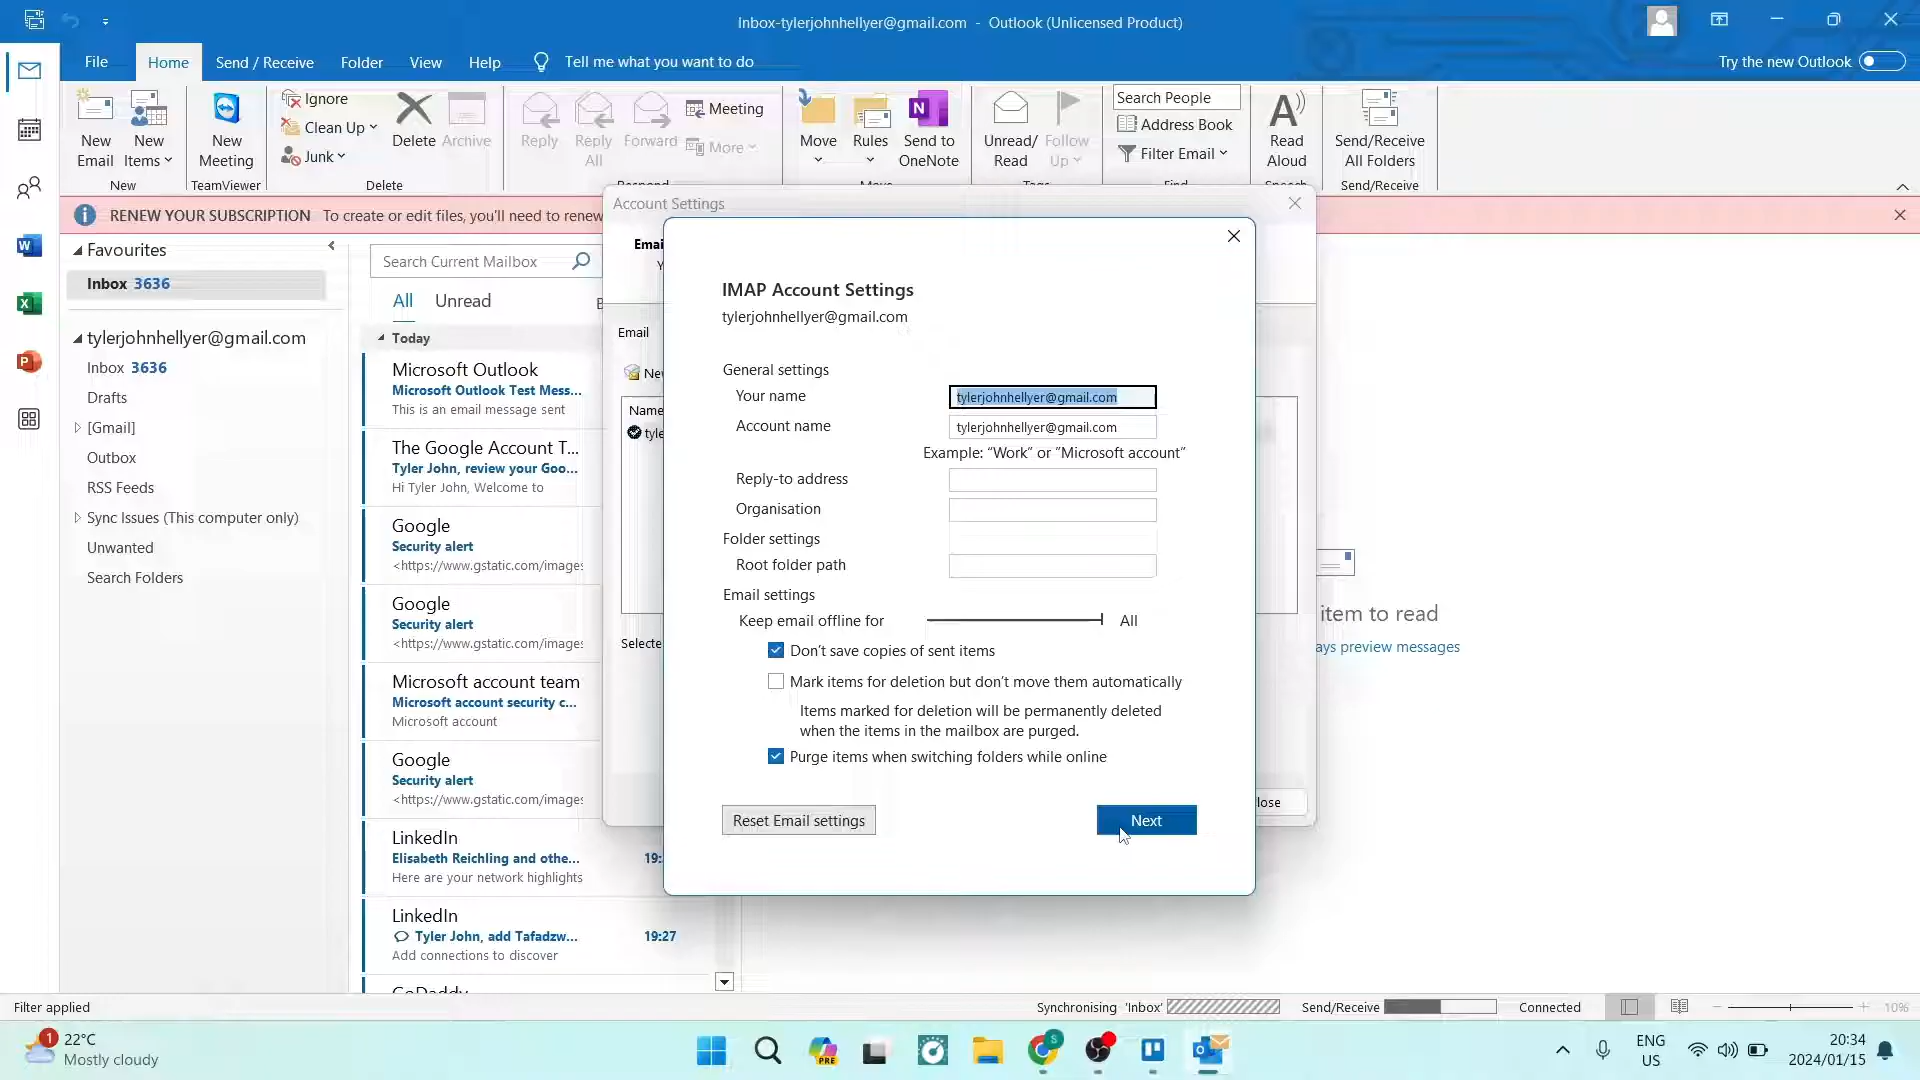 Inbox-tylerjohnhellyer@gmail.com - Outlook (Unlicensed Product)
File Home Send / Receive Folder View Help Tell me what you want to do
Try the new Outlook
New Email
New Items
New Meeting
Ignore
Clean Up
Junk
Delete
Archive
Reply
Reply All
Forward
Meeting
More
Move
Rules
Send to OneNote
Unread/ Read
Follow Up
Search People
Address Book
Filter Email
Read Aloud
Send/Receive All Folders
New
TeamViewer
Delete
Send/Receive
RENEW YOUR SUBSCRIPTION To create or edit files, you'll need to renew
Favourites
Inbox 3636
tylerjohnhellyer@gmail.com
Inbox 3636
Drafts
[Gmail]
Outbox
RSS Feeds
Sync Issues (This computer only)
Unwanted
Search Folders
Search Current Mailbox
All Unread
Today
Microsoft Outlook
Microsoft Outlook Test Mess...
This is an email message sent
The Google Account T...
Tyler John, review your Goo...
Hi Tyler John, Welcome to
Google
Security alert
<https://www.gstatic.com/images
Google
Security alert
<https://www.gstatic.com/images
Microsoft account team
Microsoft account security c...
Microsoft account
Google
Security alert
<https://www.gstatic.com/images
LinkedIn
Elisabeth Reichling and othe... 19:
Here are your network highlights
LinkedIn
Tyler John, add Tafadzw... 19:27
Add connections to discover
GoDaddy
Account Settings
Emai
Y
Email
Ne
Name
tyle
Selecte
lose
IMAP Account Settings
tylerjohnhellyer@gmail.com
General settings
Your name tylerjohnhellyer@gmail.com
Account name tylerjohnhellyer@gmail.com
Example: “Work” or ”Microsoft account”
Reply-to address
Organisation
Folder settings
Root folder path
Email settings
Keep email offline for All
Don't save copies of sent items
Mark items for deletion but don't move them automatically
Items marked for deletion will be permanently deleted
when the items in the mailbox are purged.
Purge items when switching folders while online
Reset Email settings
Next
item to read
ays preview messages
Filter applied
Synchronising 'Inbox' Send/Receive Connected 10%
1 22°C
Mostly cloudy
PRE
S
ENG
US
20:34
2024/01/15